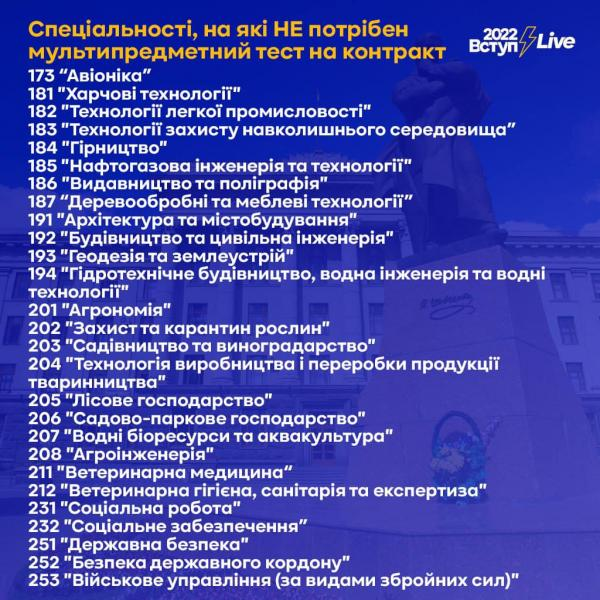 Спеціальності, на які НЕ потрібен
мультипредметний тест на контракт
2022
Вступ Live
173 “Авіоніка”
181 "Харчові технології"
182 "Технології легкої промисловості"
183 "Технології захисту навколишнього середовища”
184 "Гірництво"
185 "Нафтогазова інженерія та технології"
186 "Видавництво та поліграфія"
187 “Деревообробні та меблеві технології”
191 "Архітектура та містобудування"
192 "Будівництво та цивільна інженерія"
193 "Геодезія та землеустрій"
194 "Гідротехнічне будівництво, водна інженерія та водні
технології"
201 "Агрономія"
202 "Захист та карантин рослин"
203 "Садівництво та виноградарство"
204 "Технологія виробництва і переробки продукції
тваринництва"
205 "Лісове господарство"
206 "Садово-паркове господарство"
207 "Водні біоресурси та аквакультура"
208 "Агроінженерія"
211 "Ветеринарна медицина“
212 "Ветеринарна гігієна, санітарія та експертиза"
231 "Соціальна робота"
232 "Соціальне забезпечення”
251 "Державна безпека"
252 "Безпека державного кордону"
253 "Військове управління (за видами збройних сил)"